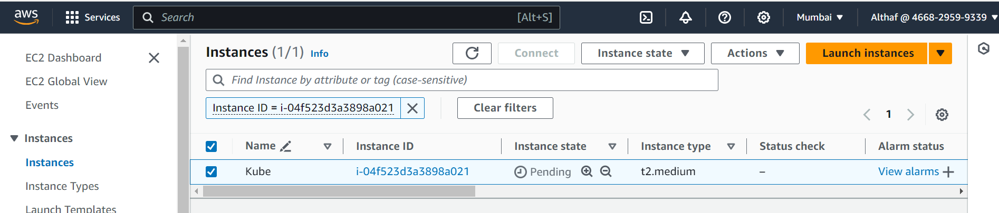 aws
Services
Search
[Alt+S]
Mumbai
Althaf @ 4668-2959-9339
EC2 Dashboard
EC2 Global View
Events
Instances
Instances
Instance Types
Launch Templates
Instances (1/1) Info
Connect
Instance state
Actions
Launch instances
Find Instance by attribute or tag (case-sensitive)
Instance ID = i-04f523d3a3898a021
Clear filters
1
Name Instance ID Instance state Instance type Status check Alarm status
Kube i-04f523d3a3898a021 Pending t2.medium – View alarms +